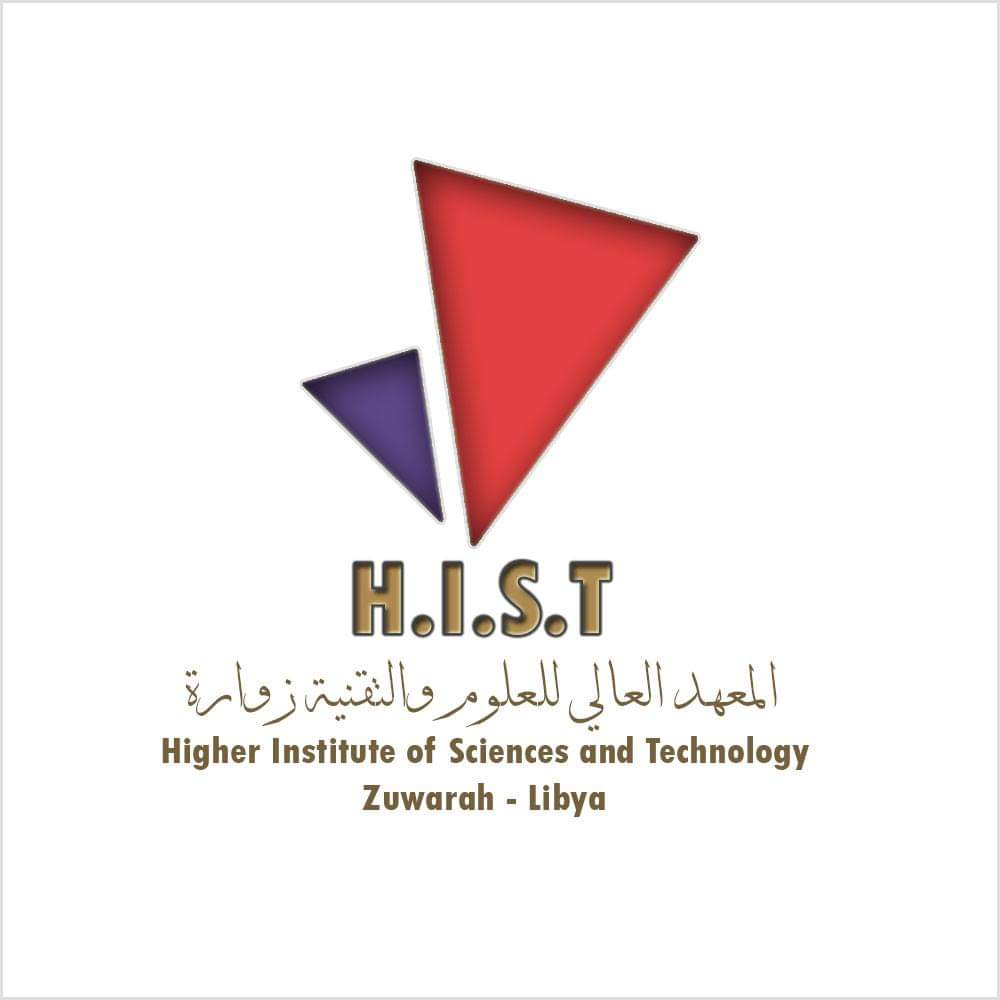 H.I.S.T
المعهد العالي للعلوم والتقنية زوارة
Higher Institute of Sciences and Technology
Zuwarah - Libya